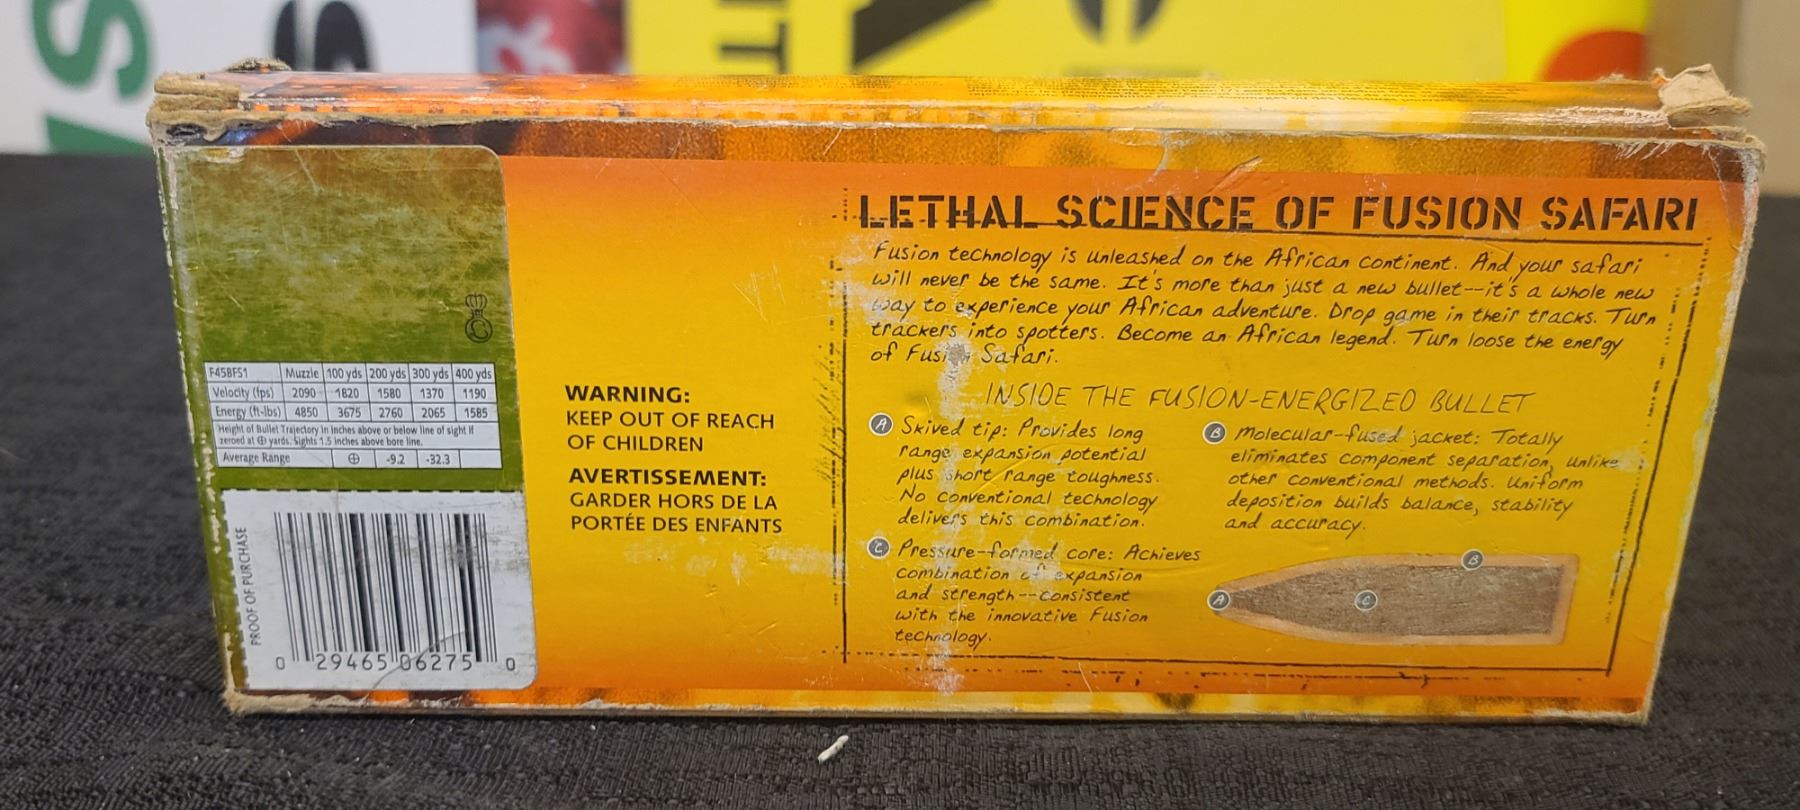 LETHAL SCIENCE OF FUSION SAFARI
Fusion technology is unleashed on the African continent. And your safari
will never be the same. It's more than just a new bullet--it's a whole new
way to experience your African adventure. Drop game in their tracks. Turn
trackers into spotters. Become an African legend. Turn loose the energy
of Fusion Safari.
INSIDE THE FUSION-ENERGIZED BULLET
A Skived tip: Provides long
range expansion potential
plus short range toughness.
No conventional technology
delivers this combination.
B Molecular-fused jacket: Totally
eliminates component separation, unlike
other conventional methods. Uniform
deposition builds balance, stability
and accuracy.
C Pressure-formed core: Achieves
combination of expansion
and strength--consistent
with the innovative Fusion
technology.
A
B
C
WARNING:
KEEP OUT OF REACH
OF CHILDREN
AVERTISSEMENT:
GARDER HORS DE LA
PORTÉE DES ENFANTS
F458FS1 Muzzle 100 yds 200 yds 300 yds 400 yds
Velocity (fps) 2090 1820 1580 1370 1190
Energy (ft-lbs) 4850 3675 2760 2065 1585
Height of Bullet Trajectory in inches above or below line of sight if
zeroed at ⊕ yards. Sights 1.5 inches above bore line.
Average Range ⊕ -9.2 -32.3
PROOF OF PURCHASE
0 29465 06275 0